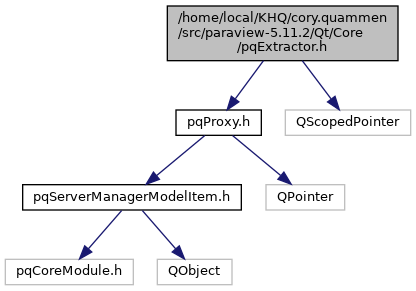 /home/local/KHQ/cory.quammen
/src/paraview-5.11.2/Qt/Core
/pqExtractor.h
pqProxy.h
QScopedPointer
pqServerManagerModelItem.h
QPointer
pqCoreModule.h
QObject